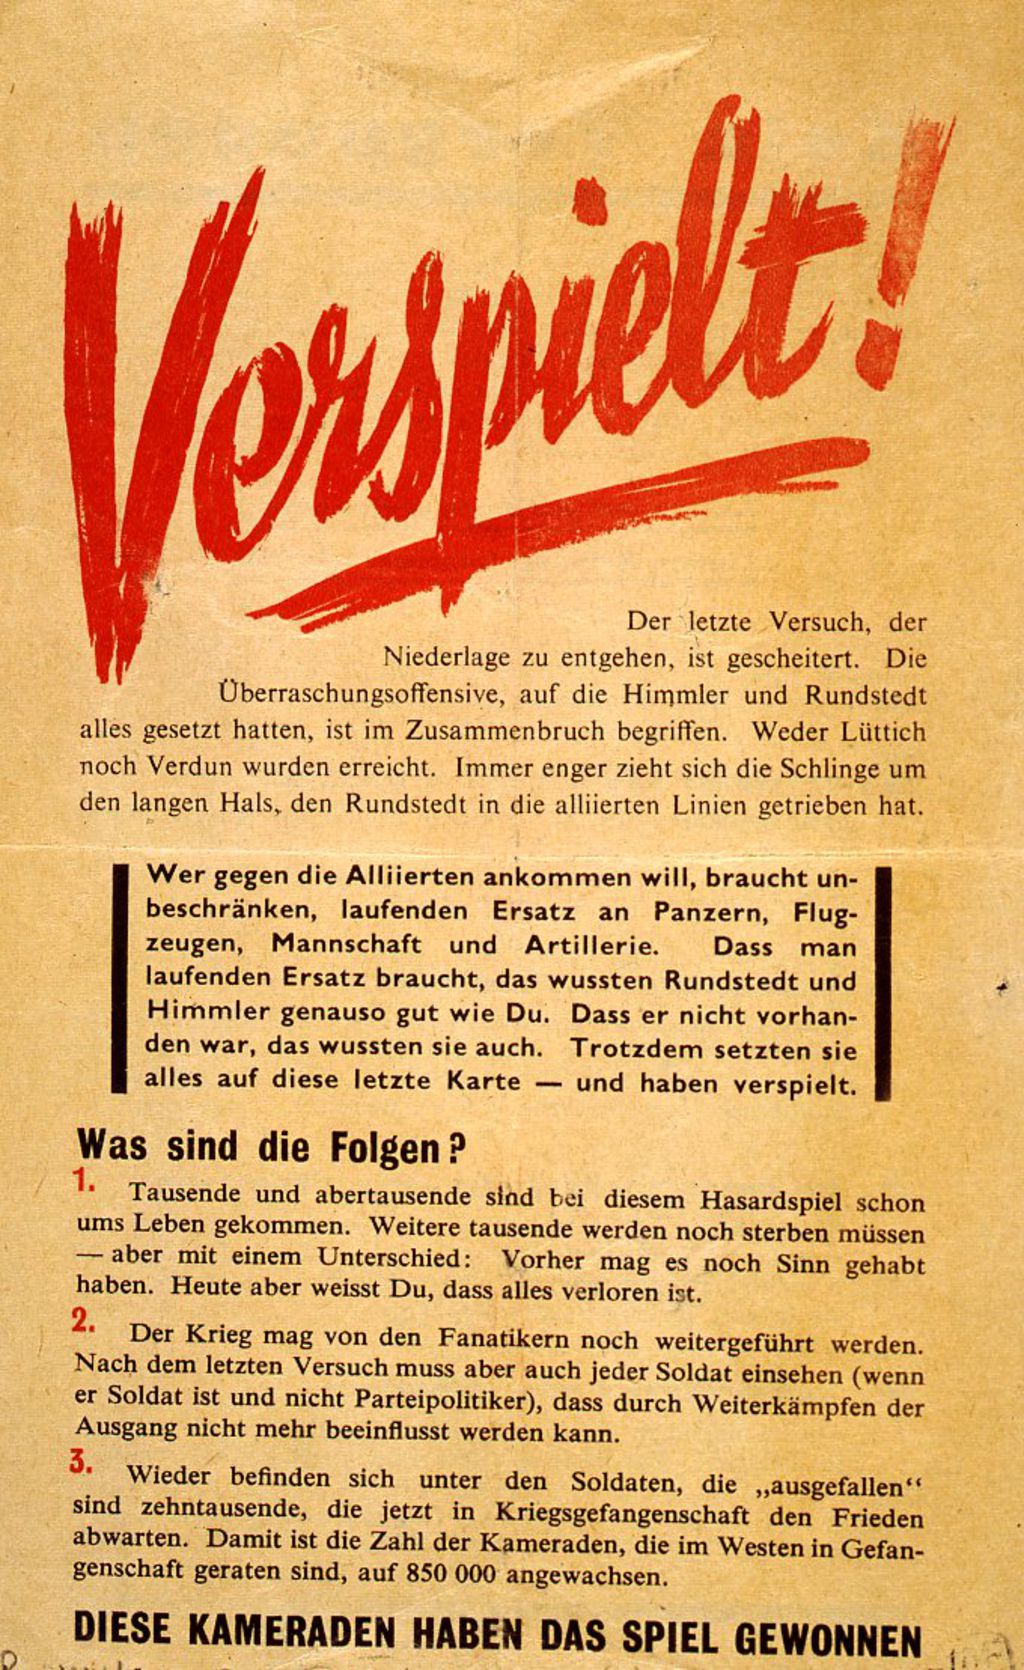 Verspielt!
Der letzte Versuch, der
Niederlage zu entgehen, ist gescheitert. Die
Überraschungsoffensive, auf die Himmler und Rundstedt
alles gesetzt hatten, ist im Zusammenbruch begriffen. Weder Lüttich
noch Verdun wurden erreicht. Immer enger zieht sich die Schlinge um
den langen Hals, den Rundstedt in die alliierten Linien getrieben hat.
Wer gegen die Alliierten ankommen will, braucht un-
beschränken, laufenden Ersatz an Panzern, Flug-
zeugen, Mannschaft und Artillerie. Dass man
laufenden Ersatz braucht, das wussten Rundstedt und
Himmler genauso gut wie Du. Dass er nicht vorhan-
den war, das wussten sie auch. Trotzdem setzten sie
alles auf diese letzte Karte — und haben verspielt.
Was sind die Folgen?
1. Tausende und abertausende sind bei diesem Hasardspiel schon
ums Leben gekommen. Weitere tausende werden noch sterben müssen
— aber mit einem Unterschied: Vorher mag es noch Sinn gehabt
haben. Heute aber weisst Du, dass alles verloren ist.
2. Der Krieg mag von den Fanatikern noch weitergeführt werden.
Nach dem letzten Versuch muss aber auch jeder Soldat einsehen (wenn
er Soldat ist und nicht Parteipolitiker), dass durch Weiterkämpfen der
Ausgang nicht mehr beeinflusst werden kann.
3. Wieder befinden sich unter den Soldaten, die „ausgefallen“
sind zehntausende, die jetzt in Kriegsgefangenschaft den Frieden
abwarten. Damit ist die Zahl der Kameraden, die im Westen in Gefan-
genschaft geraten sind, auf 850 000 angewachsen.
DIESE KAMERADEN HABEN DAS SPIEL GEWONNEN